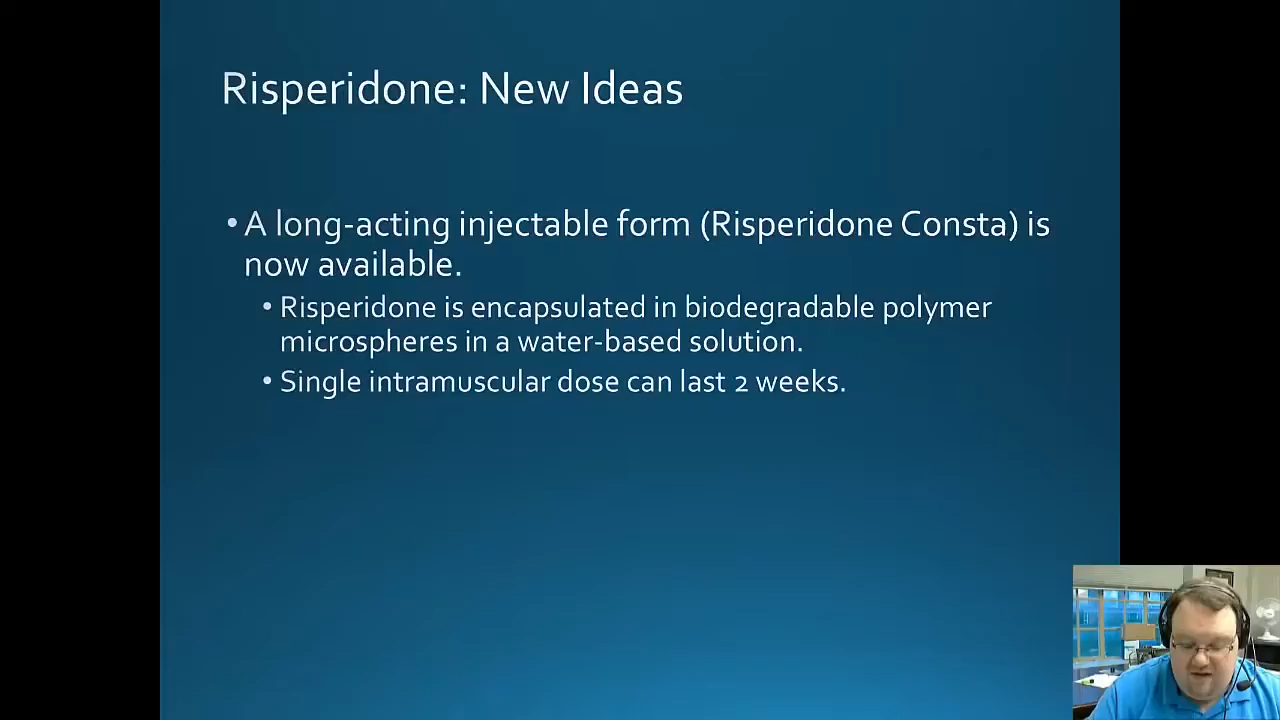 Risperidone: New Ideas
• A long-acting injectable form (Risperidone Consta) is
now available.
• Risperidone is encapsulated in biodegradable polymer
microspheres in a water-based solution.
• Single intramuscular dose can last 2 weeks.